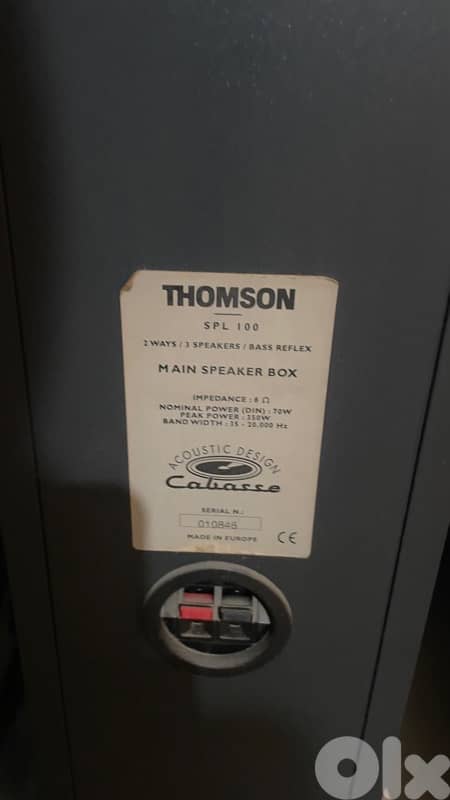 THOMSON
SPL 100
2 WAYS / 3 SPEAKERS / BASS REFLEX
MAIN SPEAKER BOX
IMPEDANCE : 8 Ω
NOMINAL POWER (DIN) : 70W
PEAK POWER : 350W
BAND WIDTH : 35 - 20,000 Hz
ACOUSTIC DESIGN
Cabasse
SERIAL N.:
010848
MADE IN EUROPE
CE
OLX